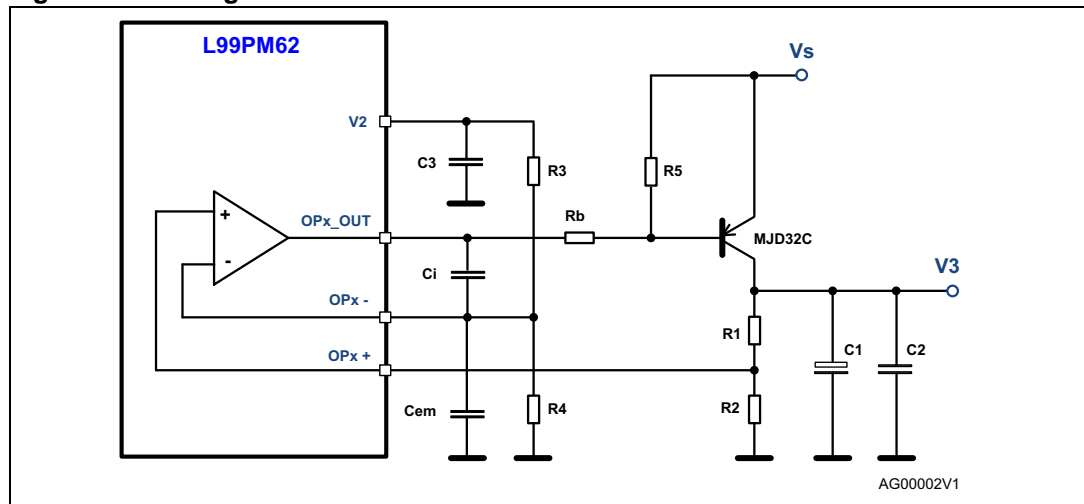 L99PM62
Vs
V2
C3
R3
R5
+
-
OPx_OUT
Rb
MJD32C
Ci
V3
OPx -
R1
C1
C2
OPx +
Cem
R4
R2
AG00002V1